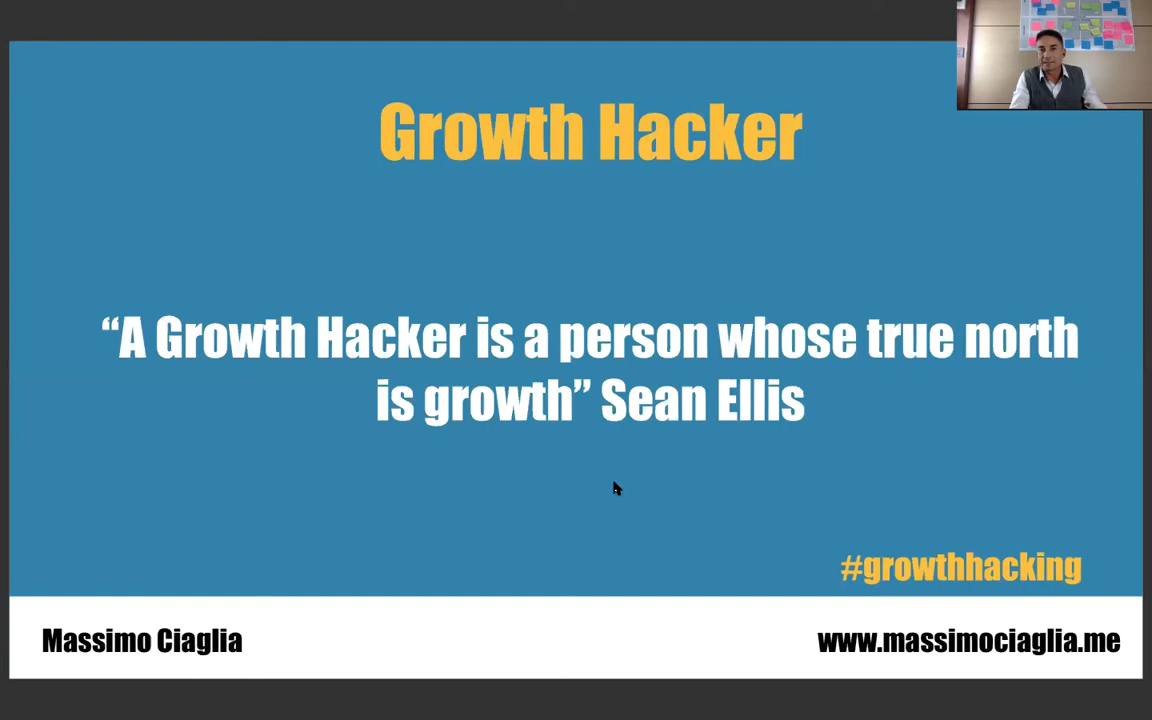 Growth Hacker
“A Growth Hacker is a person whose true north
is growth” Sean Ellis
#growthhacking
Massimo Ciaglia
www.massimociaglia.me